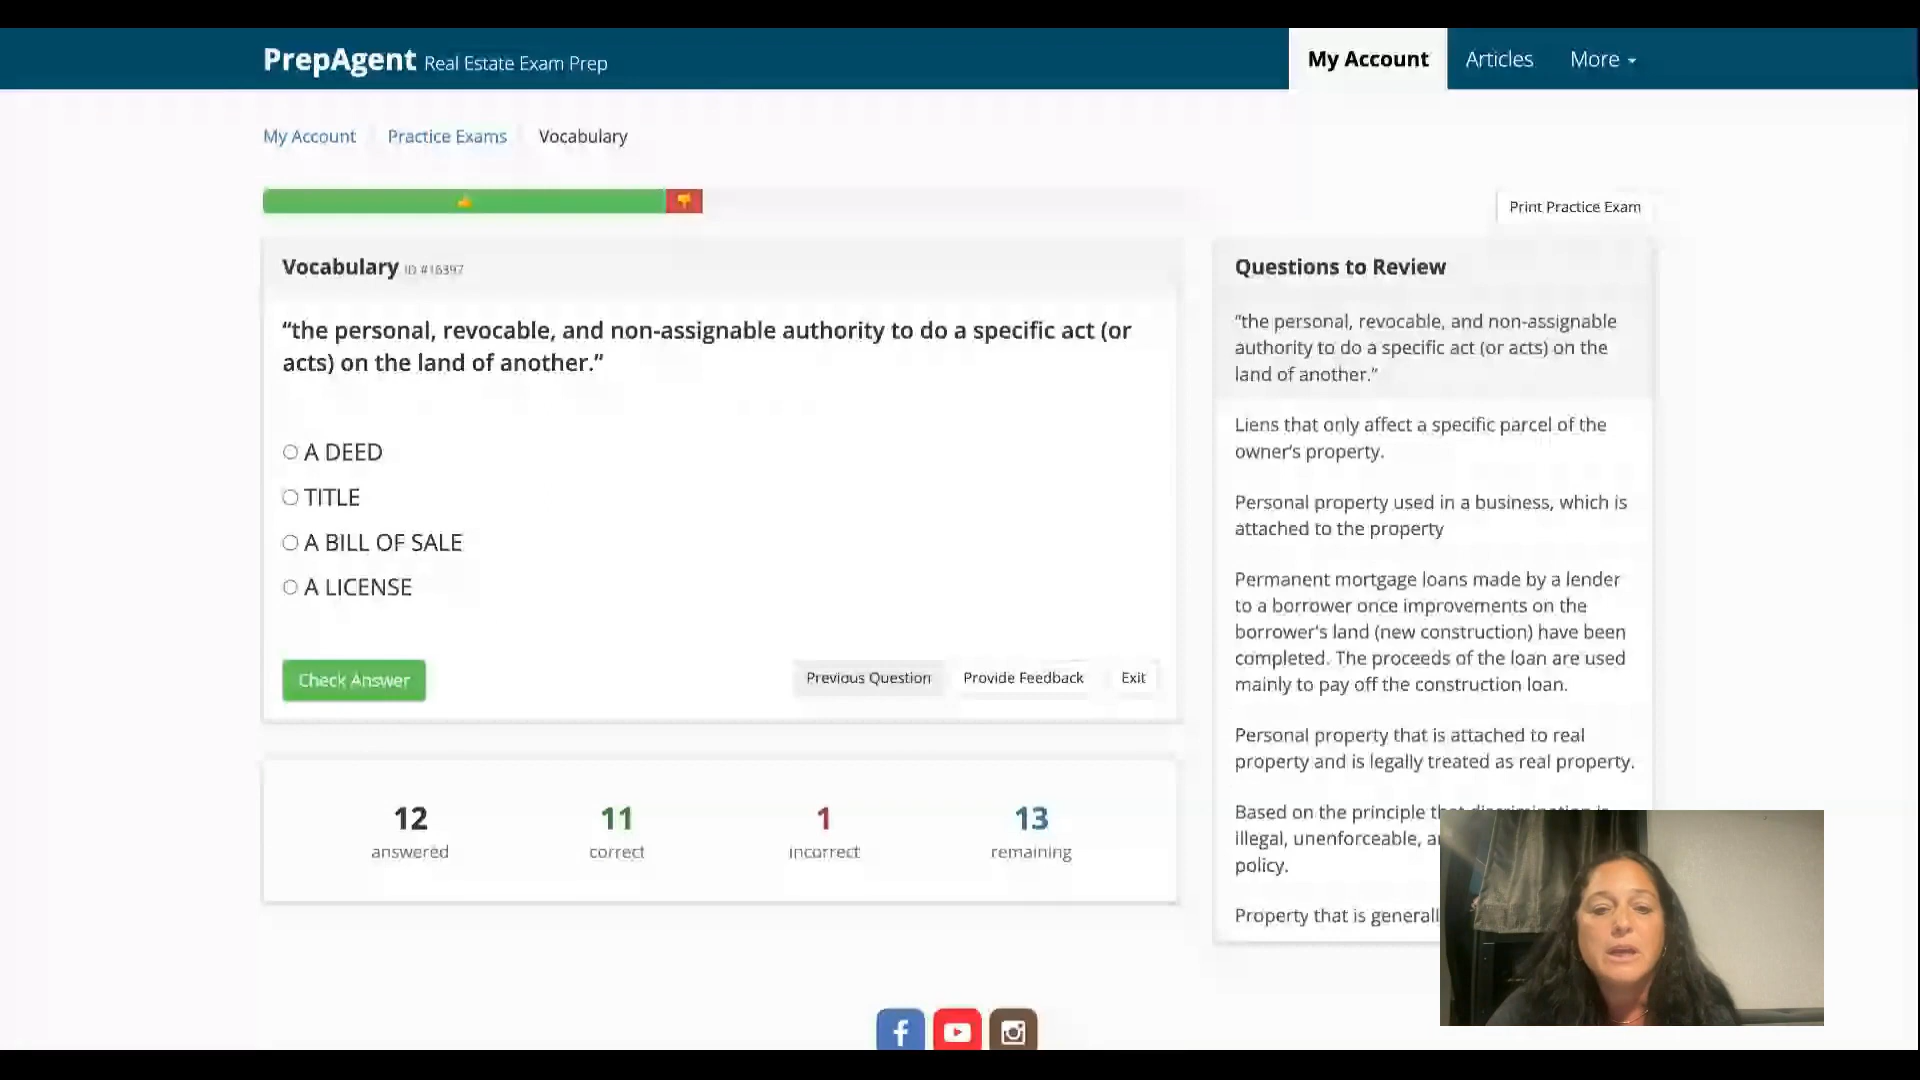 PrepAgent Real Estate Exam Prep
My Account
Articles
More
My Account
Practice Exams
Vocabulary
Print Practice Exam
Vocabulary ID #16397
“the personal, revocable, and non-assignable authority to do a specific act (or
acts) on the land of another.”
A DEED
TITLE
A BILL OF SALE
A LICENSE
Check Answer
Previous Question
Provide Feedback
Exit
12
answered
11
correct
1
incorrect
13
remaining
Questions to Review
“the personal, revocable, and non-assignable
authority to do a specific act (or acts) on the
land of another.”
Liens that only affect a specific parcel of the
owner’s property.
Personal property used in a business, which is
attached to the property
Permanent mortgage loans made by a lender
to a borrower once improvements on the
borrower’s land (new construction) have been
completed. The proceeds of the loan are used
mainly to pay off the construction loan.
Personal property that is attached to real
property and is legally treated as real property.
Based on the principle that discrimination is
illegal, unenforceable,
policy.
Property that is